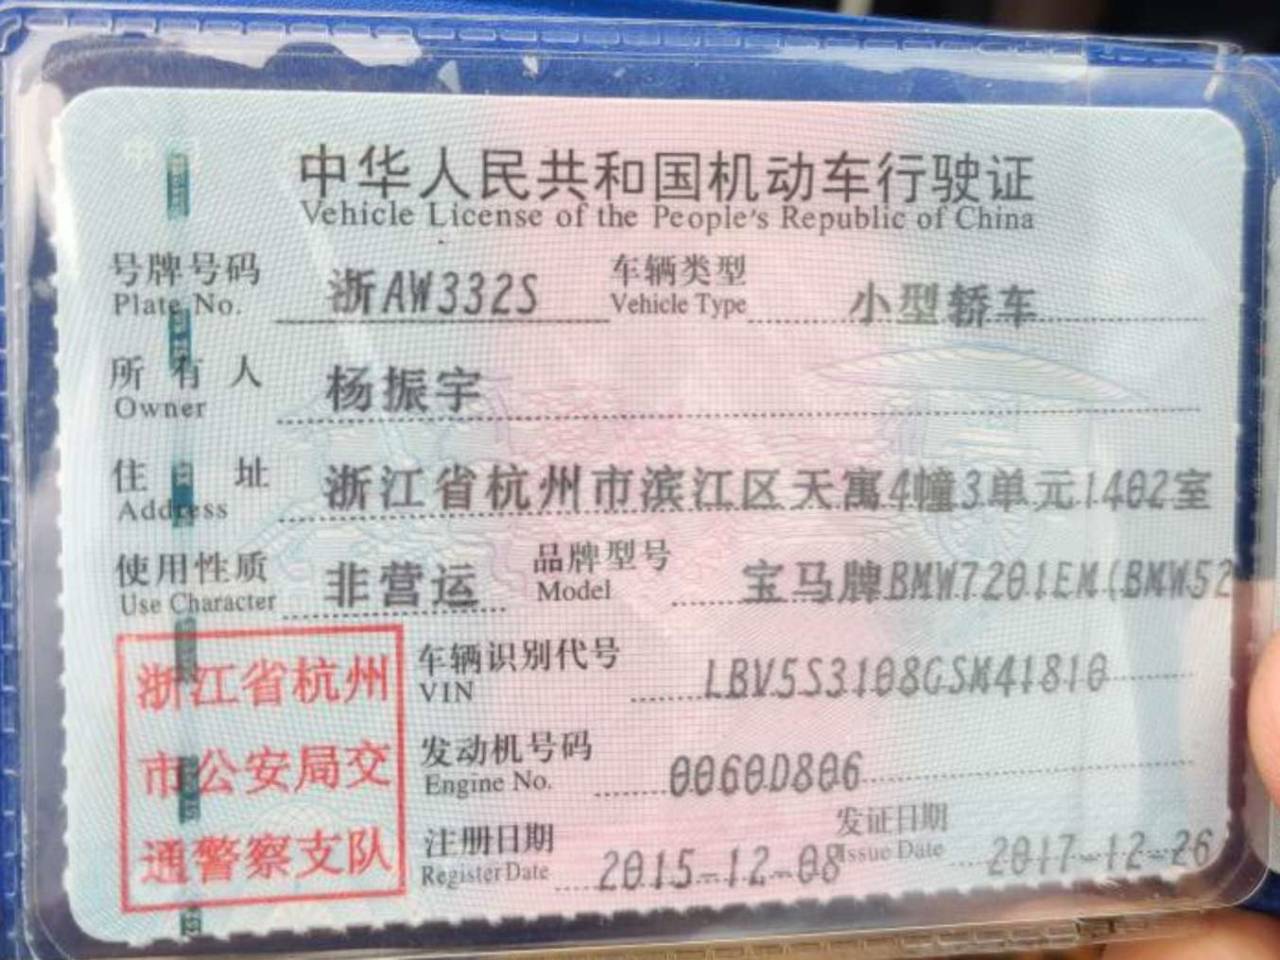 中华人民共和国机动车行驶证
Vehicle License of the People's Republic of China
号牌号码 浙AW332S 车辆类型 小型轿车
Plate No. Vehicle Type
所有人 杨振宇
Owner
住址 浙江省杭州市滨江区天寓4幢3单元1402室
Address
使用性质 非营运 品牌型号 宝马牌BMW7201EM(BMW52
Use Character Model
车辆识别代号 LBV5S3108GSM41810
VIN
发动机号码 0060D806
Engine No.
注册日期 2015-12-08 发证日期 2017-12-26
Register Date Issue Date
浙江省杭州
市公安局交
通警察支队